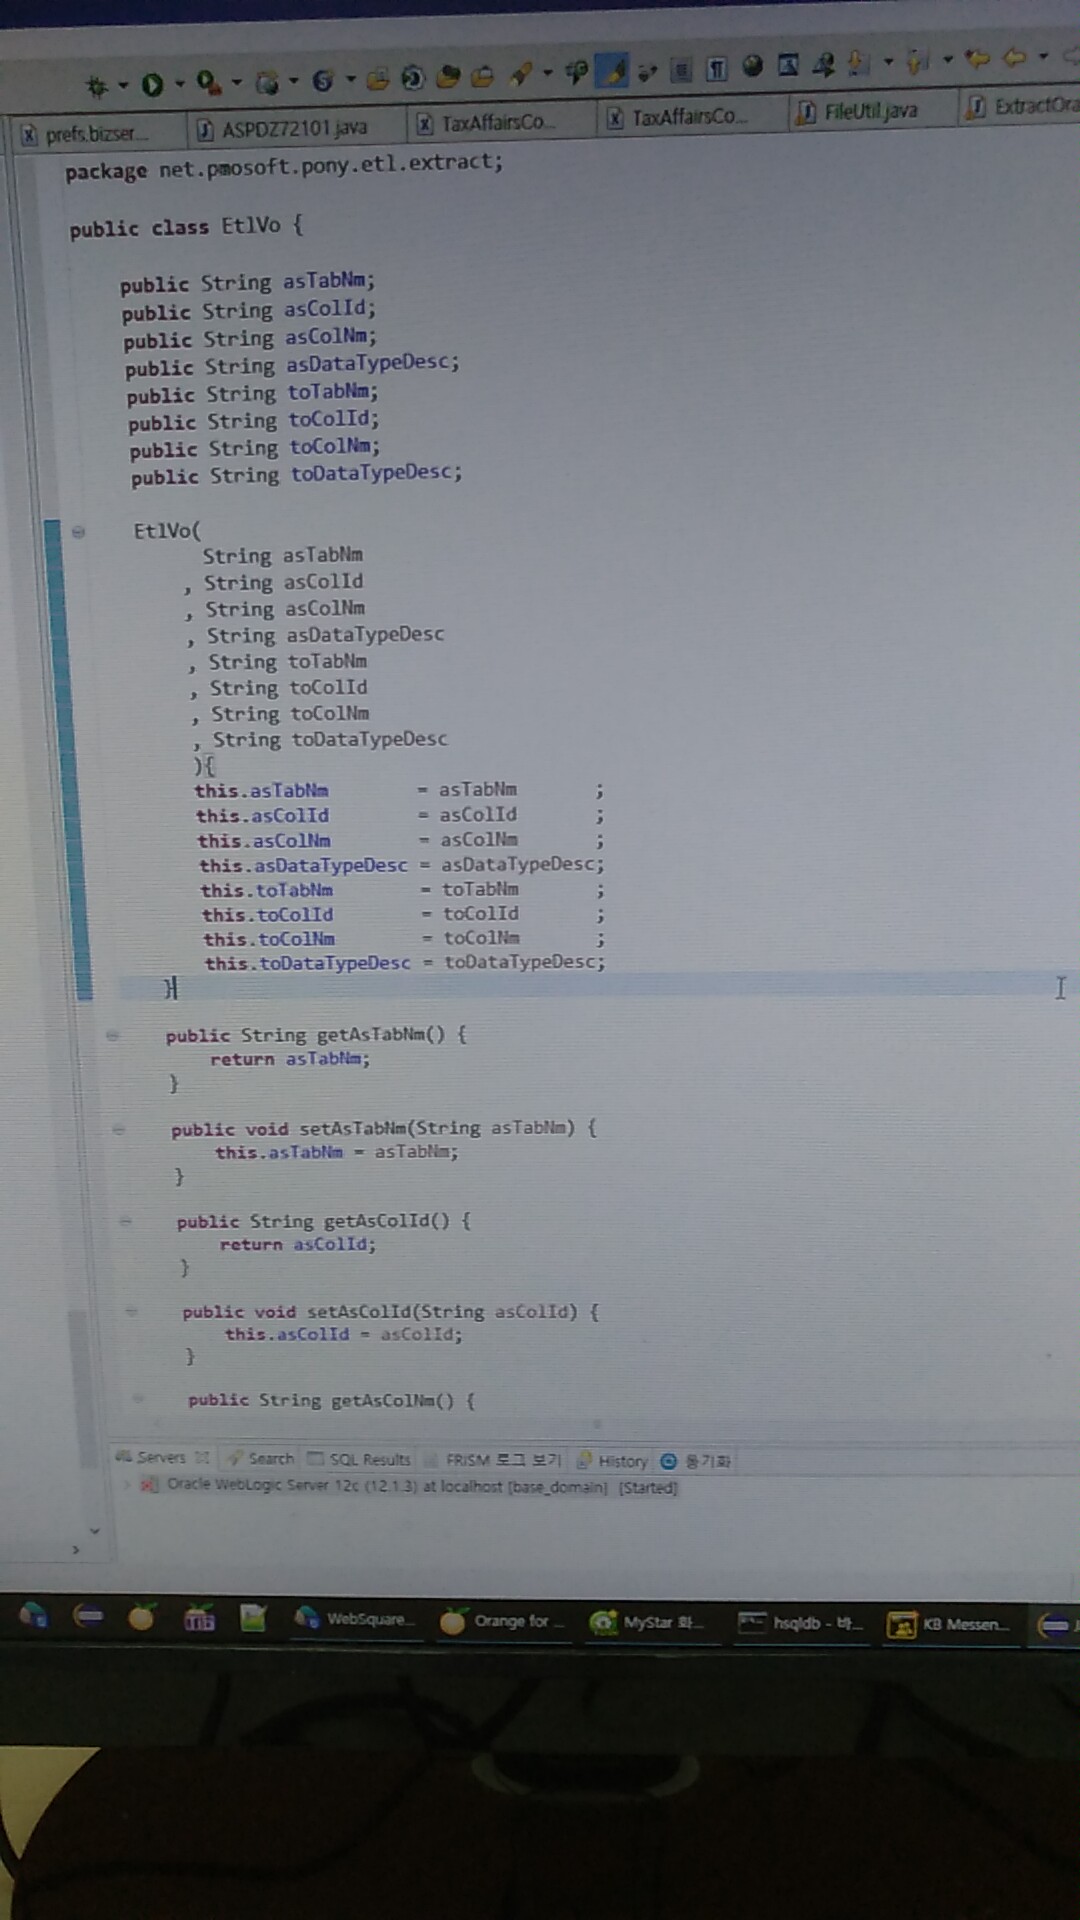 prefs.bizser... ASPDZ72101.java TaxAffairsCo... TaxAffairsCo... FileUtil.java ExtractOra
package net.pmosoft.pony.etl.extract;
public class EtlVo {
public String asTabNm;
public String asColId;
public String asColNm;
public String asDataTypeDesc;
public String toTabNm;
public String toColId;
public String toColNm;
public String toDataTypeDesc;
EtlVo(
String asTabNm
, String asColId
, String asColNm
, String asDataTypeDesc
, String toTabNm
, String toColId
, String toColNm
, String toDataTypeDesc
){
this.asTabNm = asTabNm ;
this.asColId = asColId ;
this.asColNm = asColNm ;
this.asDataTypeDesc = asDataTypeDesc;
this.toTabNm = toTabNm ;
this.toColId = toColId ;
this.toColNm = toColNm ;
this.toDataTypeDesc = toDataTypeDesc;
}
public String getAsTabNm() {
return asTabNm;
}
public void setAsTabNm(String asTabNm) {
this.asTabNm = asTabNm;
}
public String getAsColId() {
return asColId;
}
public void setAsColId(String asColId) {
this.asColId = asColId;
}
public String getAsColNm() {
Servers Search SQL Results FRISM 로그 보기 History 동기화
Oracle WebLogic Server 12c (12.1.3) at localhost [base_domain] [Started]
WebSquare... Orange for ... MyStar 화... hsqldb - 바... KB Messen...